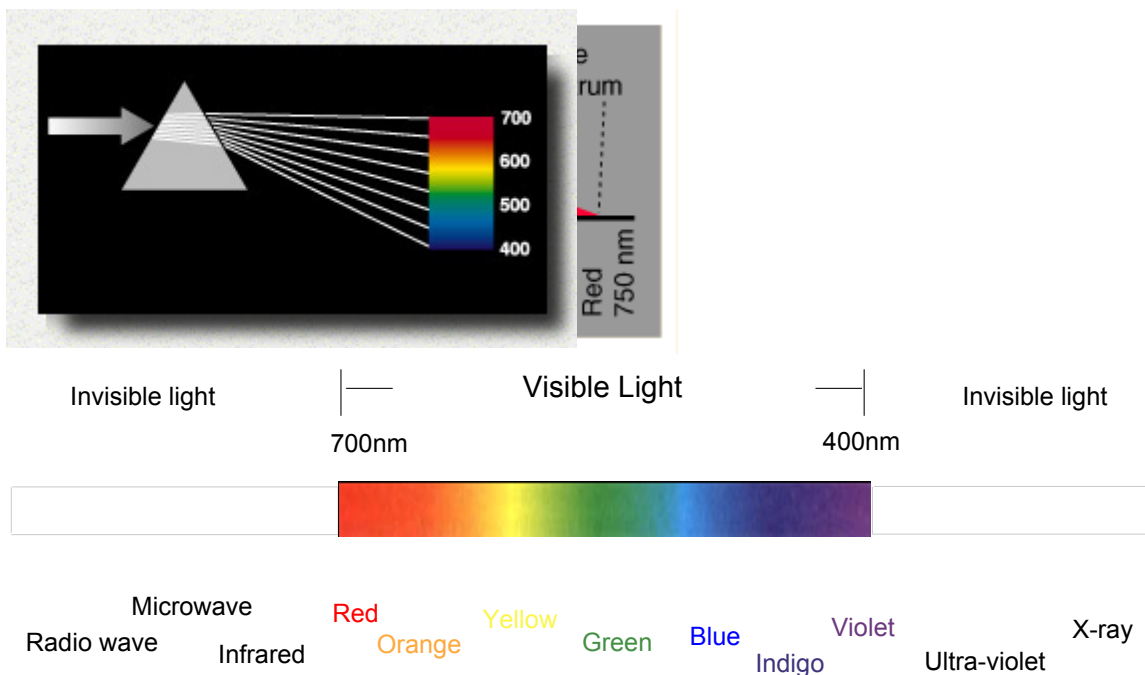 700
600
500
400
e
rum
Red
750 nm
Invisible light
Visible Light
Invisible light
700nm
400nm
Microwave
Radio wave
Infrared
Red
Orange
Yellow
Green
Blue
Indigo
Violet
Ultra-violet
X-ray